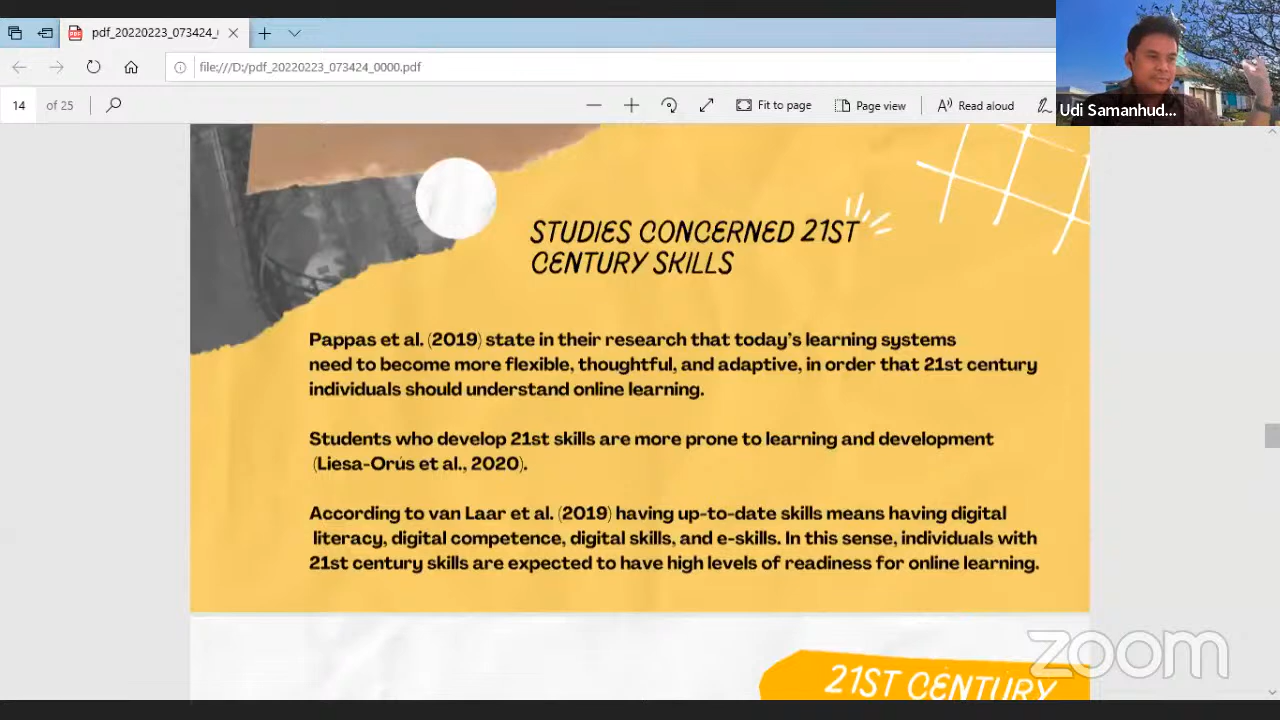 pdf_20220223_073424_
file:///D:/pdf_20220223_073424_0000.pdf
14 of 25
Fit to page
Page view
Read aloud
Udi Samanhud...
STUDIES CONCERNED 21ST
CENTURY SKILLS
Pappas et al. (2019) state in their research that today's learning systems
need to become more flexible, thoughtful, and adaptive, in order that 21st century
individuals should understand online learning.
Students who develop 21st skills are more prone to learning and development
(Liesa-Orús et al., 2020).
According to van Laar et al. (2019) having up-to-date skills means having digital
literacy, digital competence, digital skills, and e-skills. In this sense, individuals with
21st century skills are expected to have high levels of readiness for online learning.
zoom
21ST CENTURY